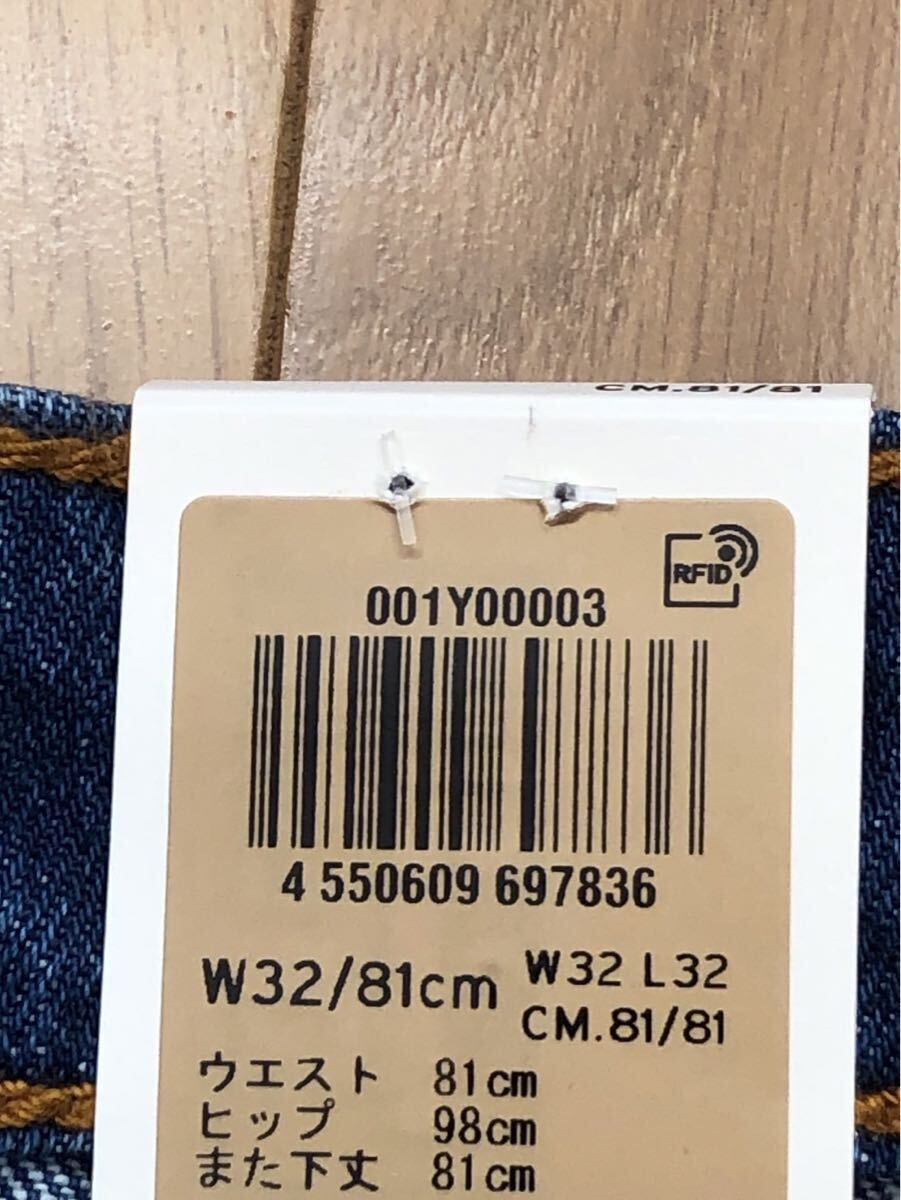 CM.81/81
RFID
001Y00003
4 550609 697836
W32/81cm
W32 L32
CM.81/81
ウエスト 81cm
ヒップ 98cm
また下丈 81cm